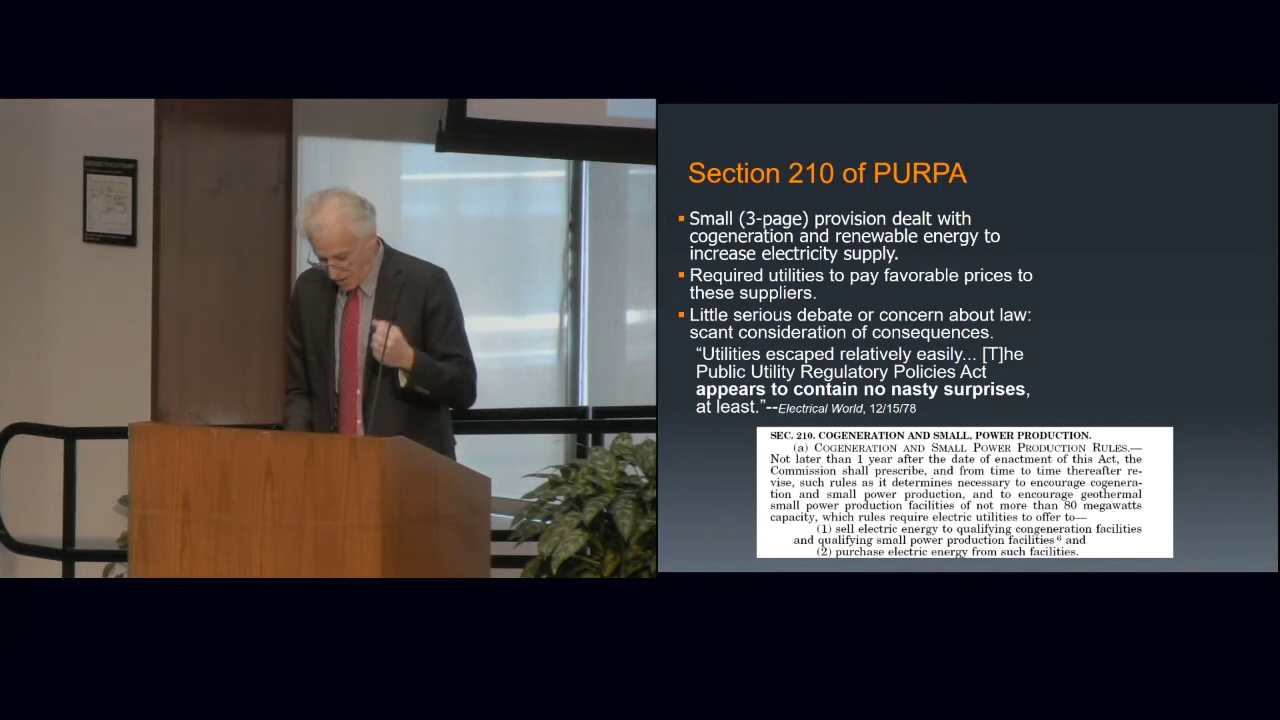 Section 210 of PURPA
▪ Small (3-page) provision dealt with
cogeneration and renewable energy to
increase electricity supply.
▪ Required utilities to pay favorable prices to
these suppliers.
▪ Little serious debate or concern about law:
scant consideration of consequences.
“Utilities escaped relatively easily... [T]he
Public Utility Regulatory Policies Act
appears to contain no nasty surprises,
at least.”--Electrical World, 12/15/78
SEC. 210. COGENERATION AND SMALL, POWER PRODUCTION.
(a) COGENERATION AND SMALL POWER PRODUCTION RULES.—
Not later than 1 year after the date of enactment of this Act, the
Commission shall prescribe, and from time to time thereafter re-
vise, such rules as it determines necessary to encourage cogenera-
tion and small power production, and to encourage geothermal
small power production facilities of not more than 80 megawatts
capacity, which rules require electric utilities to offer to—
(1) sell electric energy to qualifying congeneration facilities
and qualifying small power production facilities 6 and
(2) purchase electric energy from such facilities.